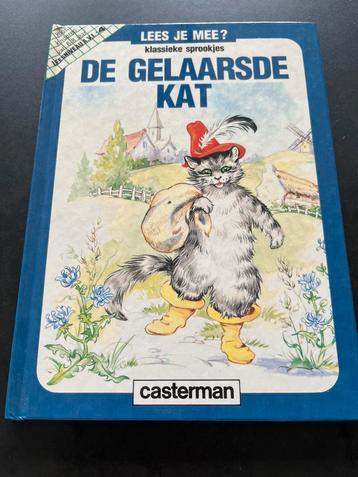 LEES JE MEE?
klassieke sprookjes
DE GELAARSDE
KAT
casterman